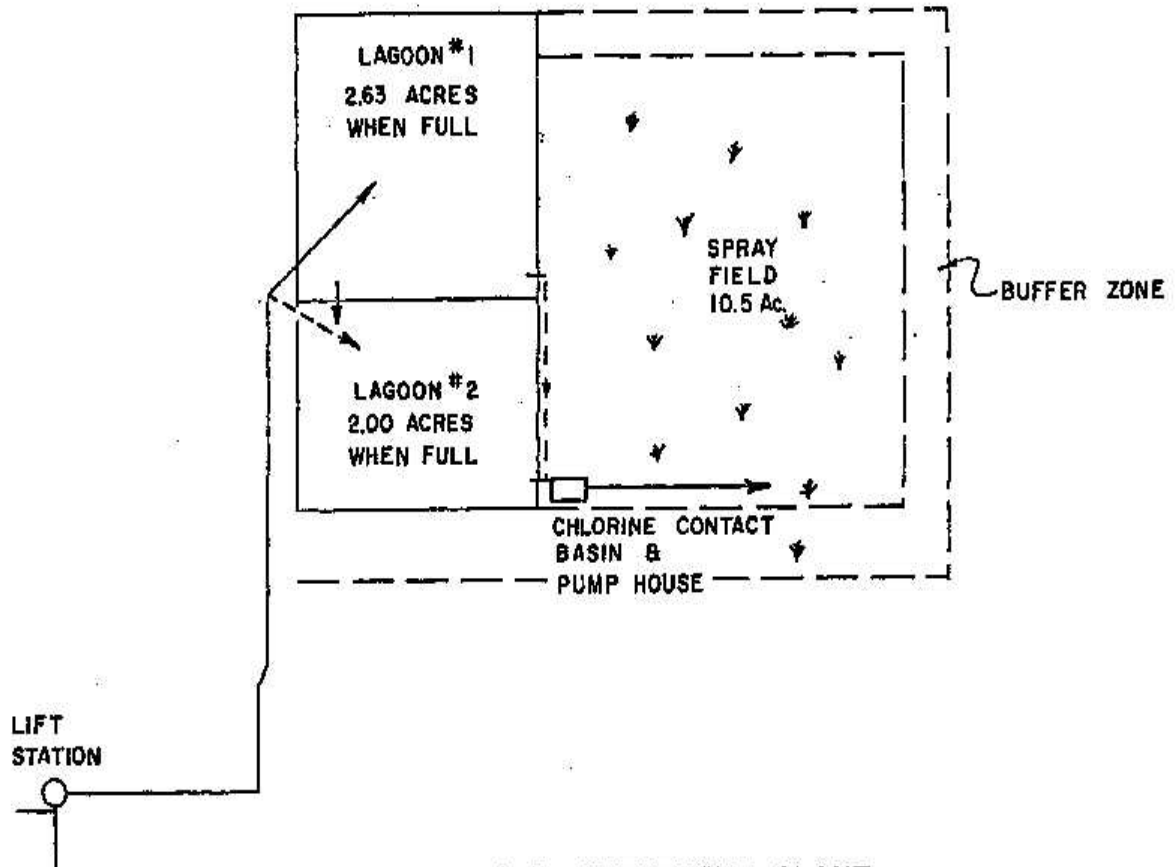 LAGOON #1
2.63 ACRES
WHEN FULL
SPRAY
FIELD
10.5 Ac.
BUFFER ZONE
LAGOON #2
2.00 ACRES
WHEN FULL
CHLORINE CONTACT
BASIN &
PUMP HOUSE
LIFT
STATION